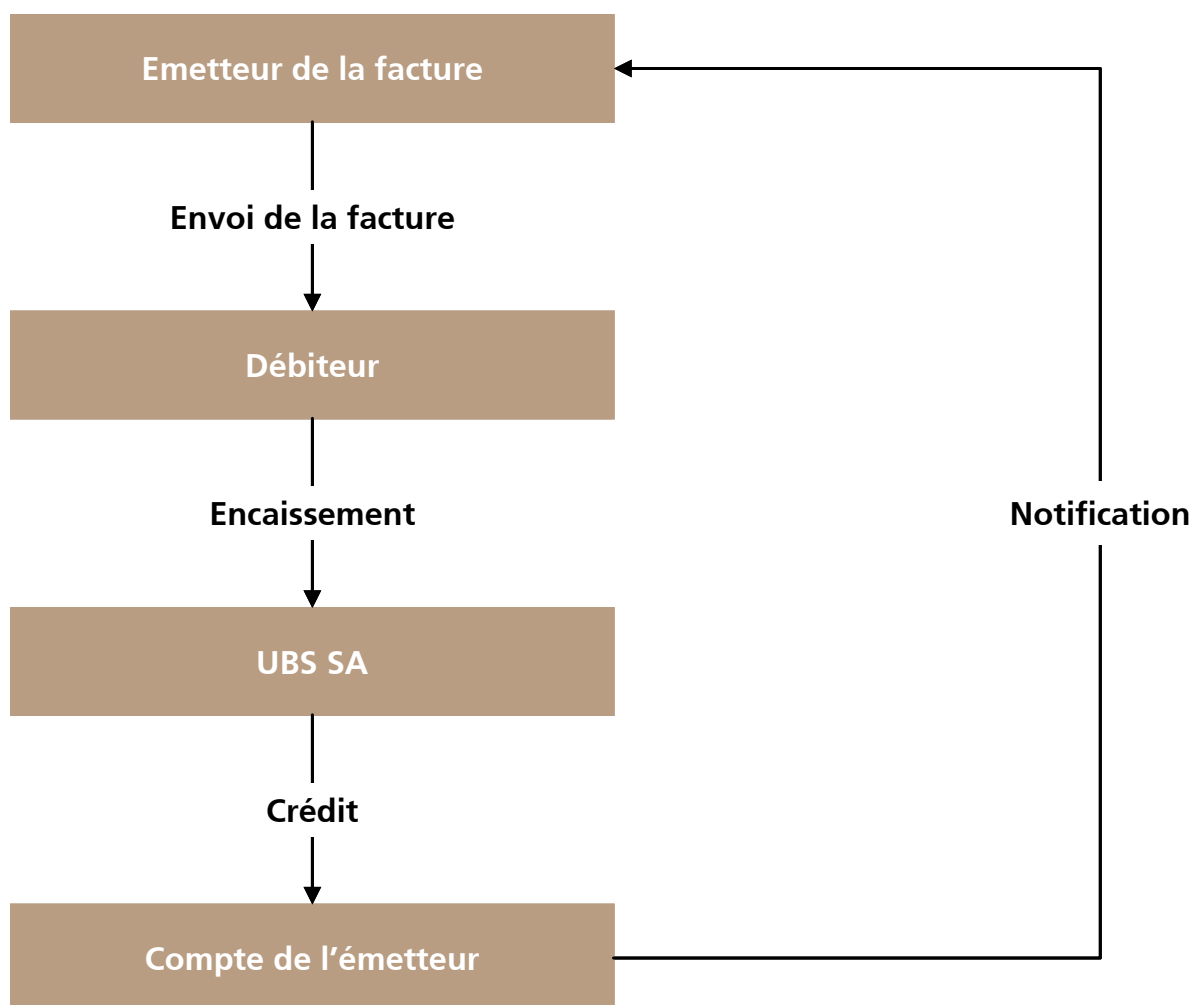 Emetteur de la facture
Envoi de la facture
Débiteur
Encaissement
Notification
UBS SA
Crédit
Compte de l’émetteur